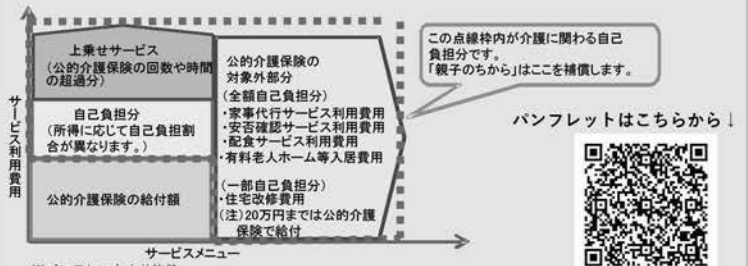 上乗せサービス
(公的介護保険の回数や時間
の超過分)
自己負担分
(所得に応じて自己負担割
合が異なります。)
公的介護保険の給付額
公的介護保険の
対象外部分
(全額自己負担分)
・家事代行サービス利用費用
・安否確認サービス利用費用
・配食サービス利用費用
・有料老人ホーム等入居費用
(一部自己負担分)
・住宅改修費用
(注)20万円までは公的介護
保険で給付
サービス利用費用
サービスメニュー
この点線枠内が介護に関わる自己
負担分です。
「親子のちから」はここを補償します。
パンフレットはこちらから↓